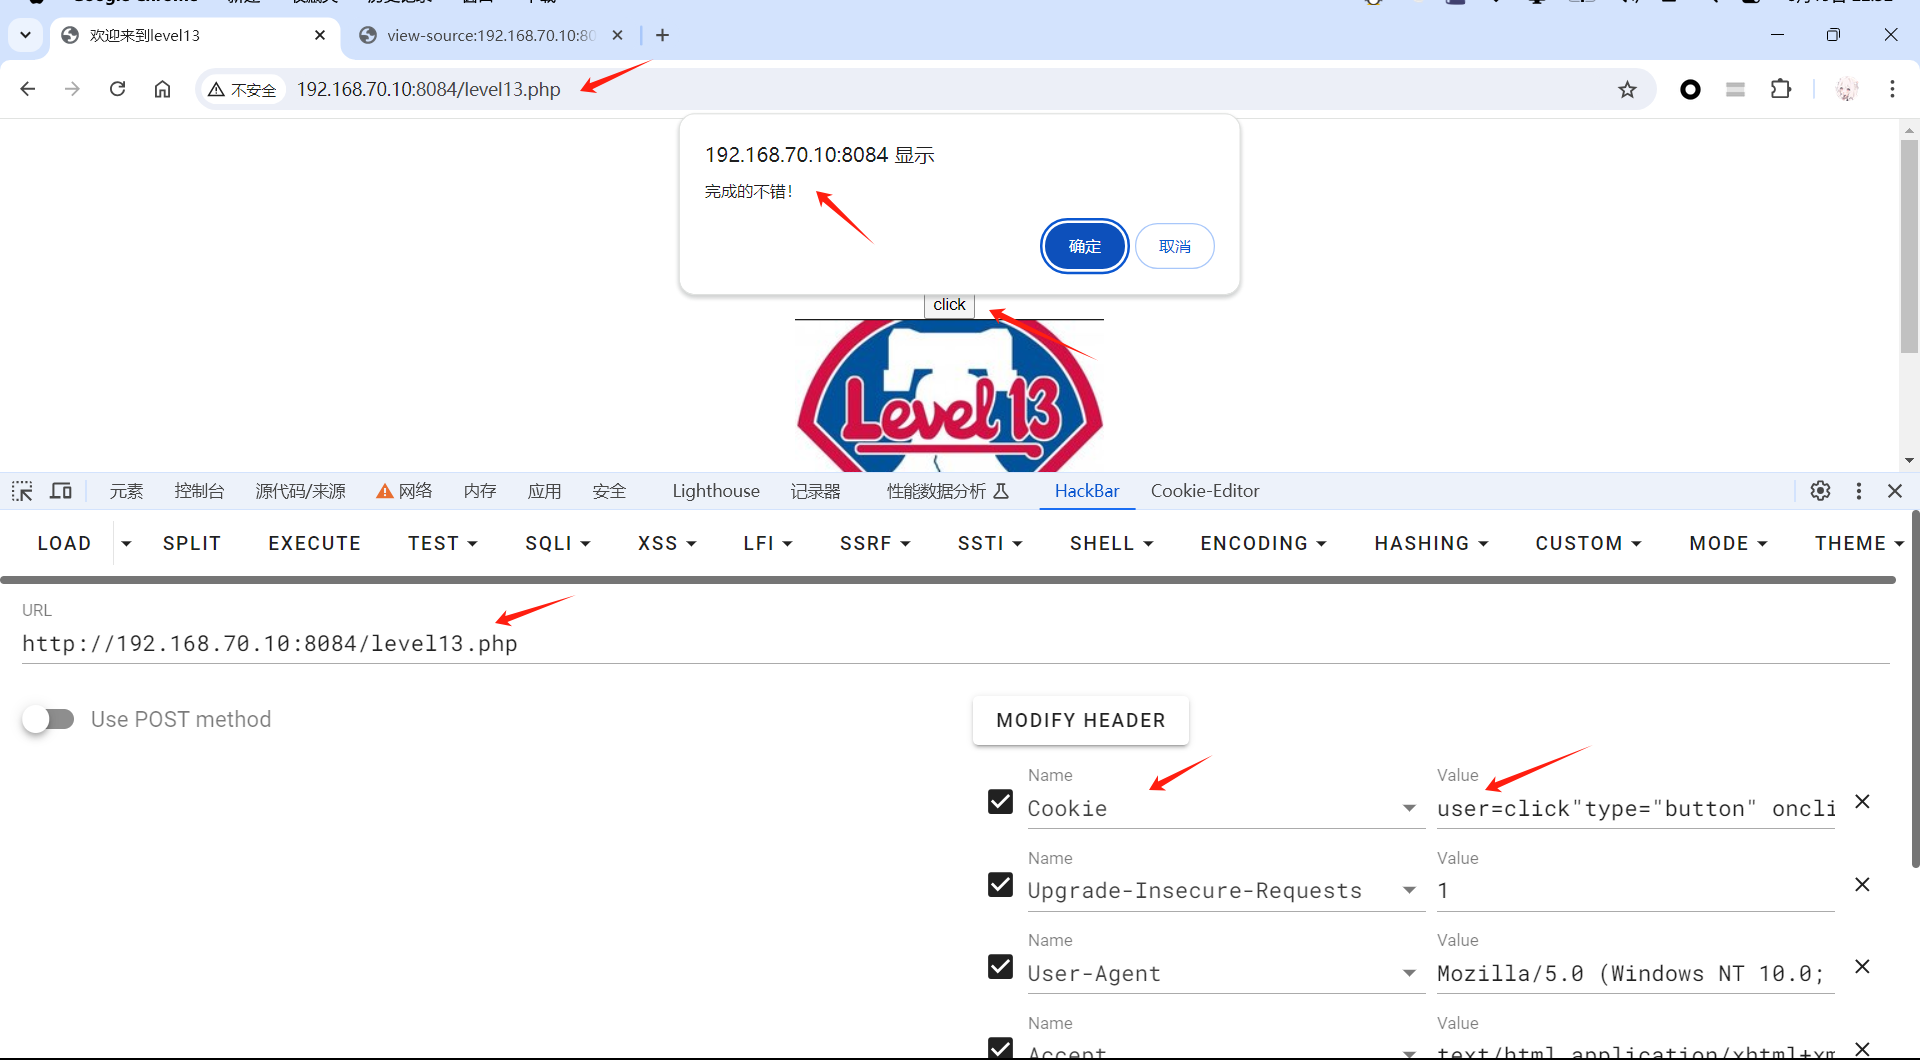 欢迎来到level13
view-source:192.168.70.10:80
不安全 192.168.70.10:8084/level13.php
192.168.70.10:8084 显示
完成的不错!
确定 取消
click
Level 13
元素 控制台 源代码/来源 网络 内存 应用 安全 Lighthouse 记录器 性能数据分析 HackBar Cookie-Editor
LOAD SPLIT EXECUTE TEST SQLI XSS LFI SSRF SSTI SHELL ENCODING HASHING CUSTOM MODE THEME
URL
http://192.168.70.10:8084/level13.php
Use POST method
MODIFY HEADER
Name Value
Cookie user=click"type="button" oncli
Name Value
Upgrade-Insecure-Requests 1
Name Value
User-Agent Mozilla/5.0 (Windows NT 10.0;
Name Value
Accept text/html,application/xhtml+xm